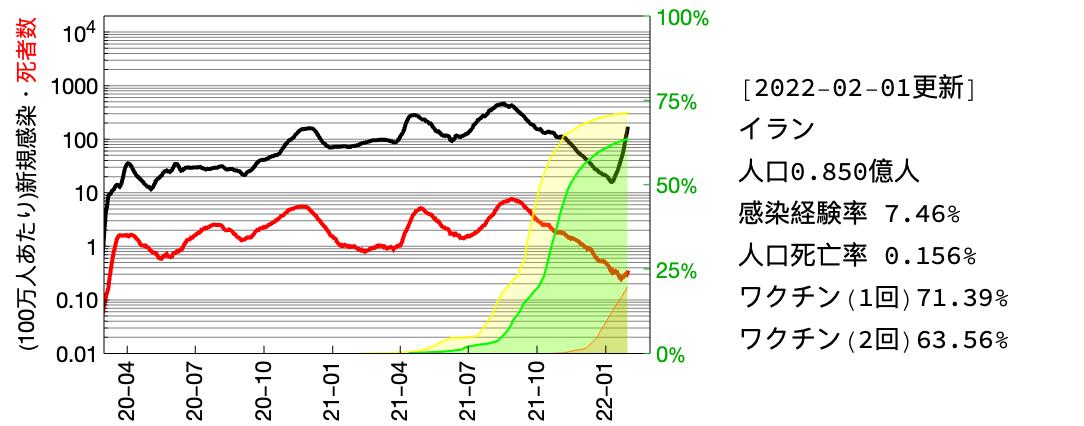 (100万人あたり)新規感染・死者数
10^4
1000
100
10
1
0.10
0.01
100%
75%
50%
25%
0%
20-04
20-07
20-10
21-01
21-04
21-07
21-10
22-01
[2022-02-01更新]
イラン
人口0.850億人
感染経験率 7.46%
人口死亡率 0.156%
ワクチン(1回)71.39%
ワクチン(2回)63.56%